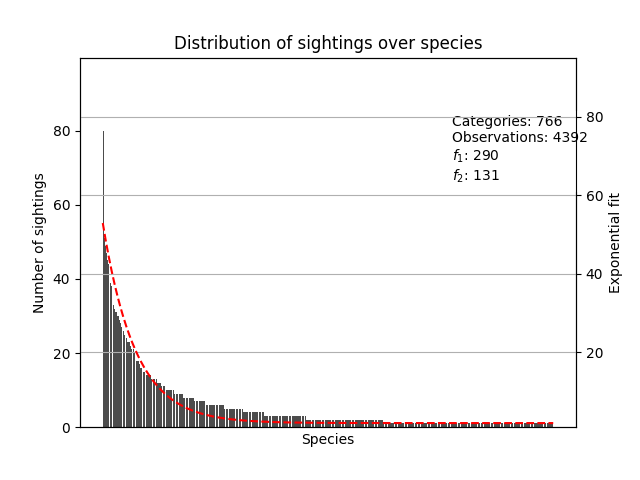 Distribution of sightings over species
Number of sightings
80
60
40
20
0
Categories: 766
Observations: 4392
f₁: 290
f₂: 131
80
60
40
20
Exponential fit
Species